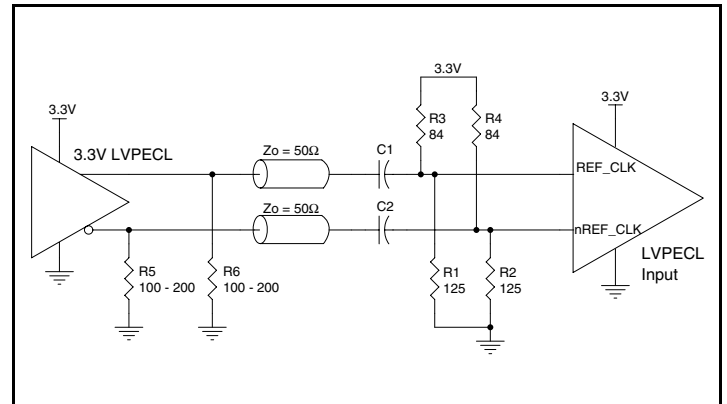 3.3V
3.3V LVPECL
Zo = 50Ω
Zo = 50Ω
R5
100 - 200
R6
100 - 200
C1
C2
3.3V
R3
84
R4
84
R1
125
R2
125
3.3V
REF_CLK
nREF_CLK
LVPECL
Input